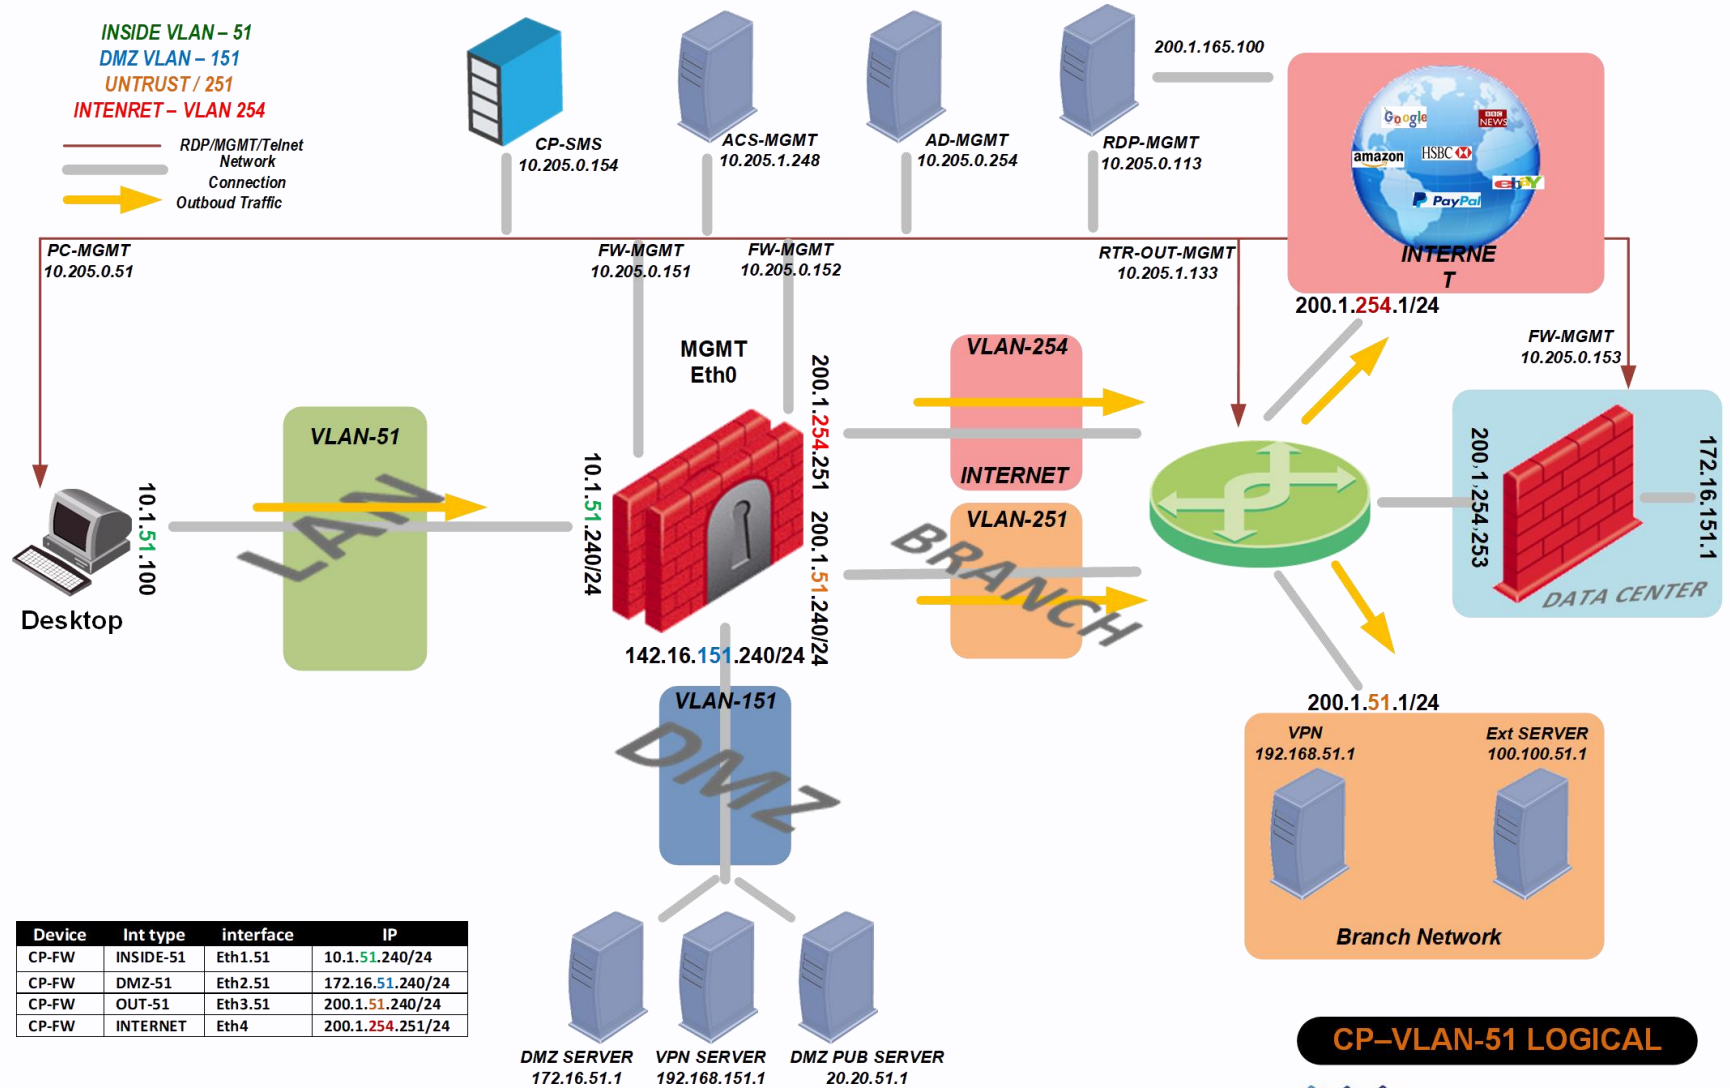 INSIDE VLAN – 51
DMZ VLAN – 151
UNTRUST / 251
INTENRET – VLAN 254
RDP/MGMT/Telnet
Network
Connection
Outboud Traffic
CP-SMS
10.205.0.154
ACS-MGMT
10.205.1.248
AD-MGMT
10.205.0.254
RDP-MGMT
10.205.0.113
200.1.165.100
Google
BBC
NEWS
amazon
HSBC
ebay
PayPal
INTERNE
T
200.1.254.1/24
PC-MGMT
10.205.0.51
FW-MGMT
10.205.0.151
FW-MGMT
10.205.0.152
RTR-OUT-MGMT
10.205.1.133
FW-MGMT
10.205.0.153
MGMT
Eth0
VLAN-51
LAN
10.1.51.100
Desktop
10.1.51.240/24
200.1.254.251
200.1.51.240/24
VLAN-254
INTERNET
VLAN-251
BRANCH
200,1,254,253
172.16.151.1
DATA CENTER
142.16.151.240/24
VLAN-151
DMZ
200.1.51.1/24
VPN
192.168.51.1
Ext SERVER
100.100.51.1
Branch Network
Device Int type interface IP
CP-FW INSIDE-51 Eth1.51 10.1.51.240/24
CP-FW DMZ-51 Eth2.51 172.16.51.240/24
CP-FW OUT-51 Eth3.51 200.1.51.240/24
CP-FW INTERNET Eth4 200.1.254.251/24
DMZ SERVER
172.16.51.1
VPN SERVER
192.168.151.1
DMZ PUB SERVER
20.20.51.1
CP–VLAN-51 LOGICAL